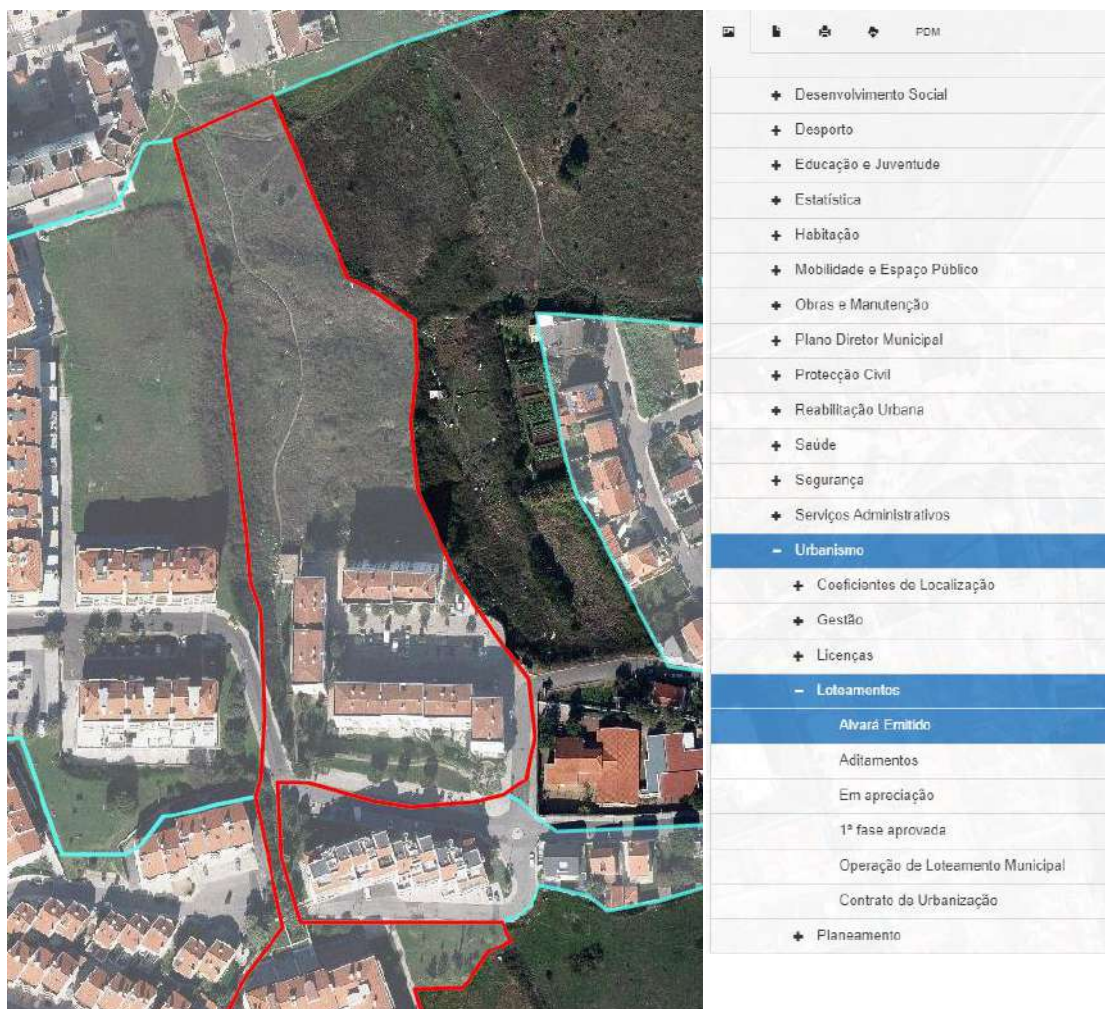 PDM
+ Desenvolvimento Social
+ Desporto
+ Educação e Juventude
+ Estatística
+ Habitação
+ Mobilidade e Espaço Público
+ Obras e Manutenção
+ Plano Diretor Municipal
+ Protecção Civil
+ Reabilitação Urbana
+ Saúde
+ Segurança
+ Serviços Administrativos
− Urbanismo
+ Coeficientes de Localização
+ Gestão
+ Licenças
− Loteamentos
Alvará Emitido
Aditamentos
Em apreciação
1ª fase aprovada
Operação de Loteamento Municipal
Contrato de Urbanização
+ Planeamento